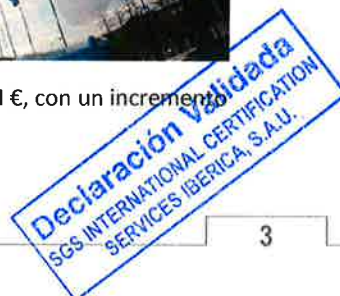 €, con un incremento
Declaración Validada
SGS INTERNATIONAL CERTIFICATION
SERVICES IBERICA, S.A.U.
3